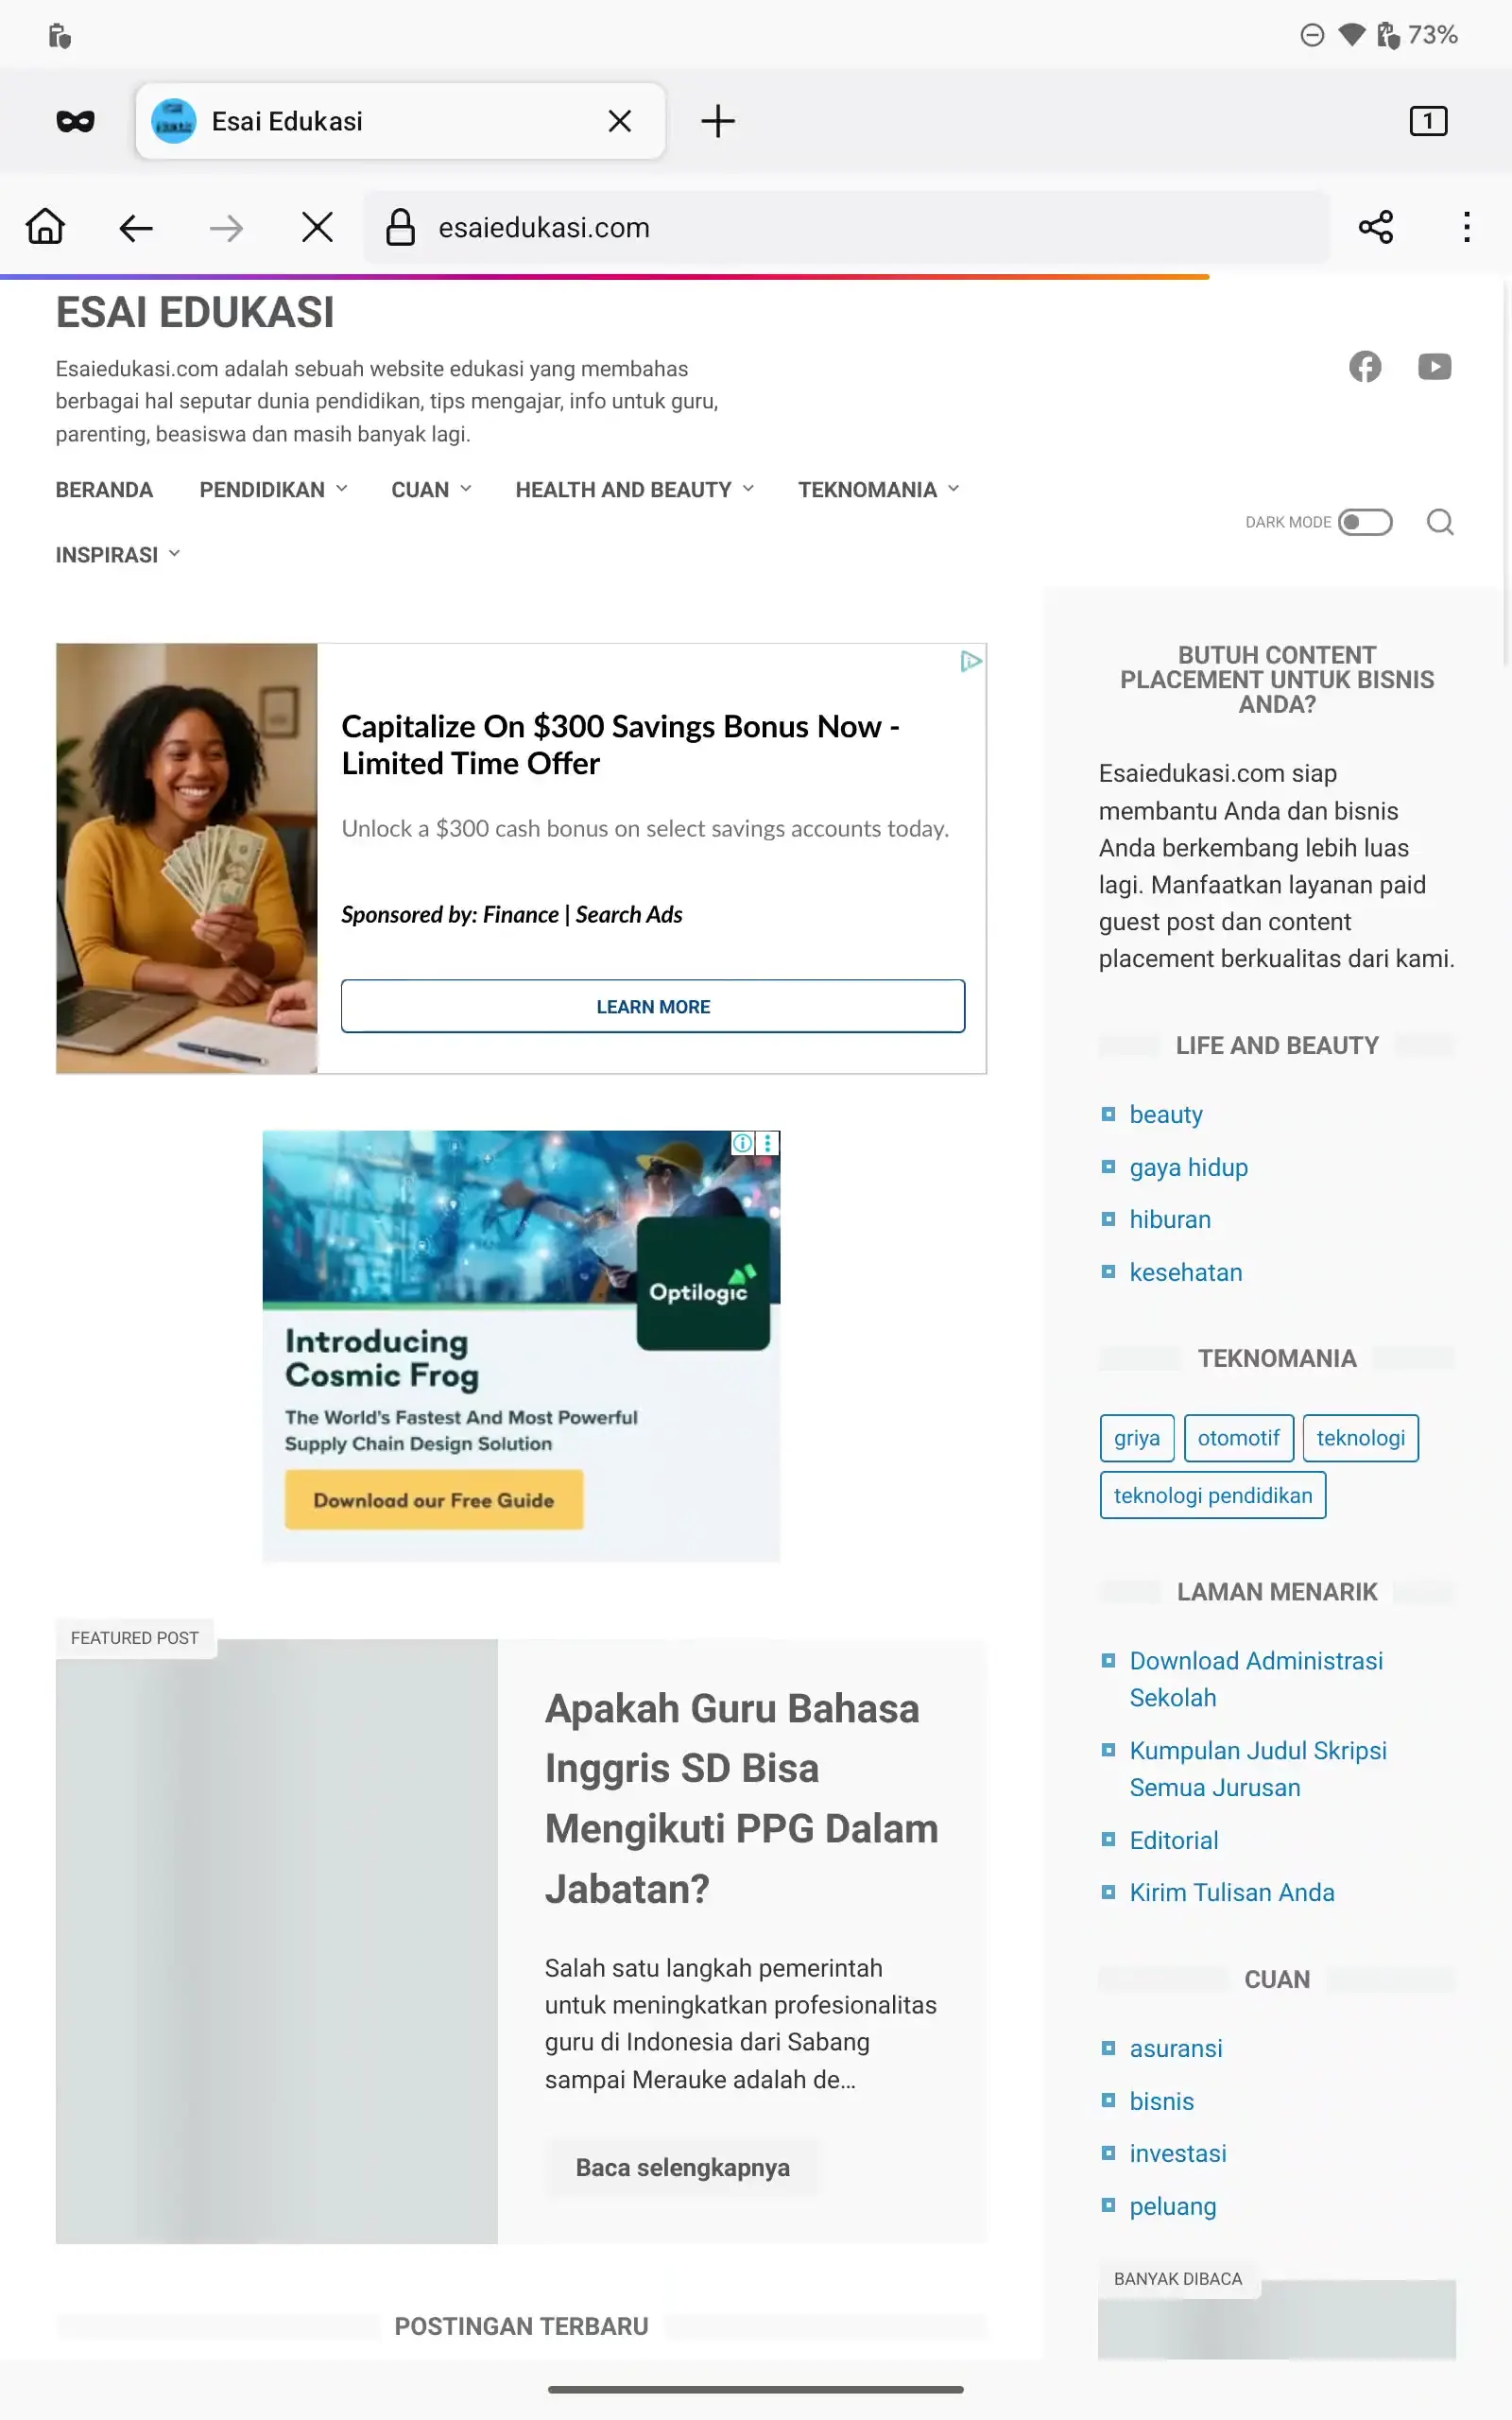 73%
Esai Edukasi
1
esaiedukasi.com
ESAI EDUKASI
Esaiedukasi.com adalah sebuah website edukasi yang membahas
berbagai hal seputar dunia pendidikan, tips mengajar, info untuk guru,
parenting, beasiswa dan masih banyak lagi.
BERANDA PENDIDIKAN CUAN HEALTH AND BEAUTY TEKNOMANIA
INSPIRASI
DARK MODE
Capitalize On $300 Savings Bonus Now -
Limited Time Offer
Unlock a $300 cash bonus on select savings accounts today.
Sponsored by: Finance | Search Ads
LEARN MORE
Optilogic
Introducing
Cosmic Frog
The World's Fastest And Most Powerful
Supply Chain Design Solution
Download our Free Guide
FEATURED POST
Apakah Guru Bahasa
Inggris SD Bisa
Mengikuti PPG Dalam
Jabatan?
Salah satu langkah pemerintah
untuk meningkatkan profesionalitas
guru di Indonesia dari Sabang
sampai Merauke adalah de...
Baca selengkapnya
POSTINGAN TERBARU
BUTUH CONTENT
PLACEMENT UNTUK BISNIS
ANDA?
Esaiedukasi.com siap
membantu Anda dan bisnis
Anda berkembang lebih luas
lagi. Manfaatkan layanan paid
guest post dan content
placement berkualitas dari kami.
LIFE AND BEAUTY
beauty
gaya hidup
hiburan
kesehatan
TEKNOMANIA
griya otomotif teknologi
teknologi pendidikan
LAMAN MENARIK
Download Administrasi
Sekolah
Kumpulan Judul Skripsi
Semua Jurusan
Editorial
Kirim Tulisan Anda
CUAN
asuransi
bisnis
investasi
peluang
BANYAK DIBACA